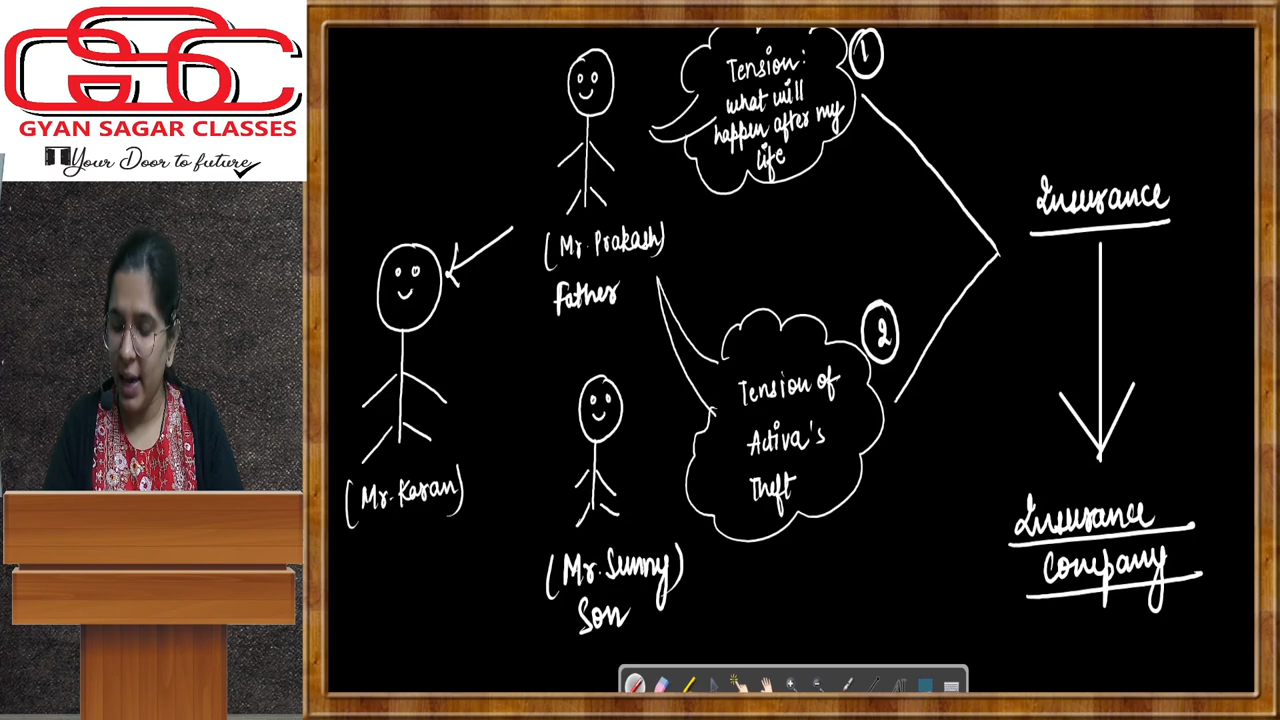 GSC
GYAN SAGAR CLASSES
Your Door to future
Tension:
what will
happen after my
life
1
(Mr. Prakash)
father
(Mr. Karan)
2
Tension of
Activa's
Theft
(Mr. Sunny)
Son
Insurance
Insurance
company